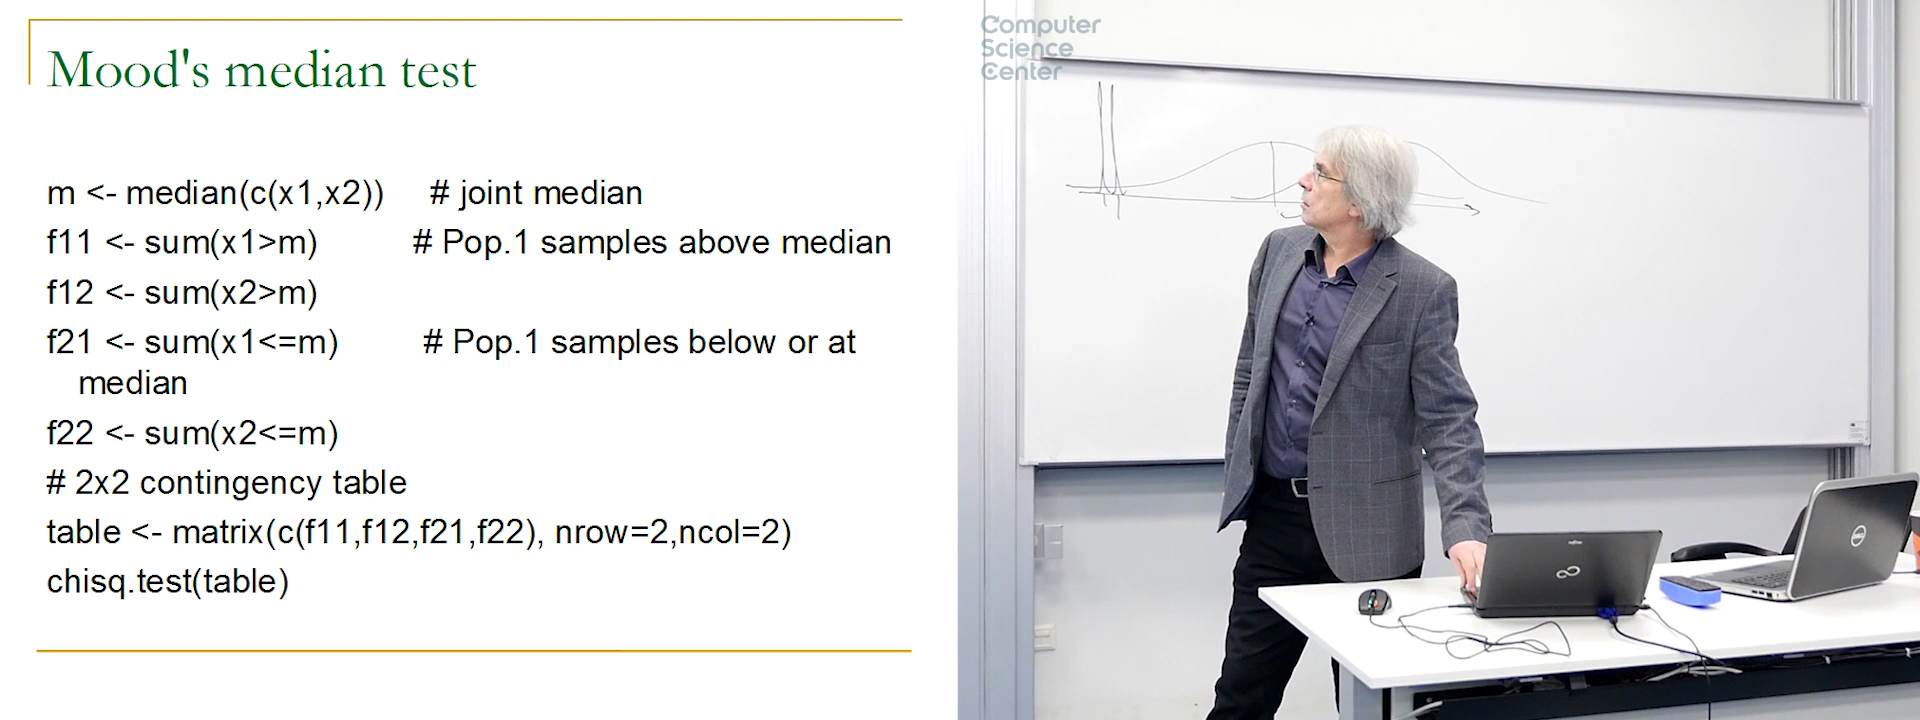 Mood's median test
m <- median(c(x1,x2)) # joint median
f11 <- sum(x1>m) # Pop.1 samples above median
f12 <- sum(x2>m)
f21 <- sum(x1<=m) # Pop.1 samples below or at
median
f22 <- sum(x2<=m)
# 2x2 contingency table
table <- matrix(c(f11,f12,f21,f22), nrow=2,ncol=2)
chisq.test(table)
Computer
Science
Center
FUJITSU
DELL